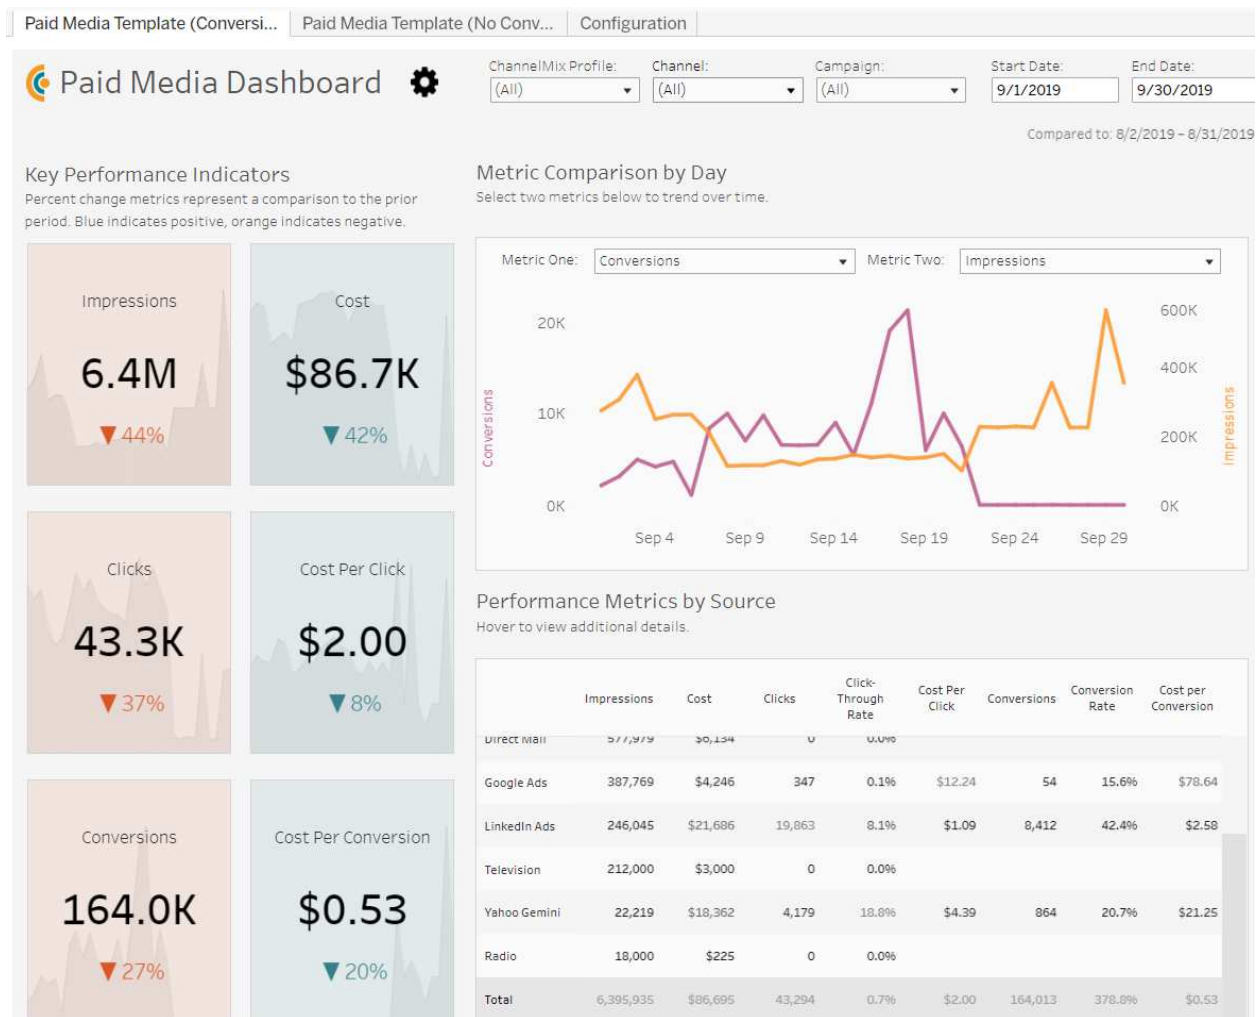 Paid Media Template (Conversi... Paid Media Template (No Conv... Configuration
Paid Media Dashboard
ChannelMix Profile: Channel: Campaign: Start Date: End Date:
(All) (All) (All) 9/1/2019 9/30/2019
Compared to: 8/2/2019 – 8/31/2019
Key Performance Indicators
Percent change metrics represent a comparison to the prior
period. Blue indicates positive, orange indicates negative.
Impressions
6.4M
▼ 44%
Cost
$86.7K
▼ 42%
Clicks
43.3K
▼ 37%
Cost Per Click
$2.00
▼ 8%
Conversions
164.0K
▼ 27%
Cost Per Conversion
$0.53
▼ 20%
Metric Comparison by Day
Select two metrics below to trend over time.
Metric One: Conversions Metric Two: Impressions
Conversions
20K
10K
0K
600K
400K
200K
0K
Impressions
Sep 4 Sep 9 Sep 14 Sep 19 Sep 24 Sep 29
Performance Metrics by Source
Hover to view additional details.
Impressions Cost Clicks Click-Through Rate Cost Per Click Conversions Conversion Rate Cost per Conversion
Direct Mail 577,979 $6,134 0 0.0%
Google Ads 387,769 $4,246 347 0.1% $12.24 54 15.6% $78.64
LinkedIn Ads 246,045 $21,686 19,863 8.1% $1.09 8,412 42.4% $2.58
Television 212,000 $3,000 0 0.0%
Yahoo Gemini 22,219 $18,362 4,179 18.8% $4.39 864 20.7% $21.25
Radio 18,000 $225 0 0.0%
Total 6,395,935 $86,695 43,294 0.7% $2.00 164,013 378.8% $0.53